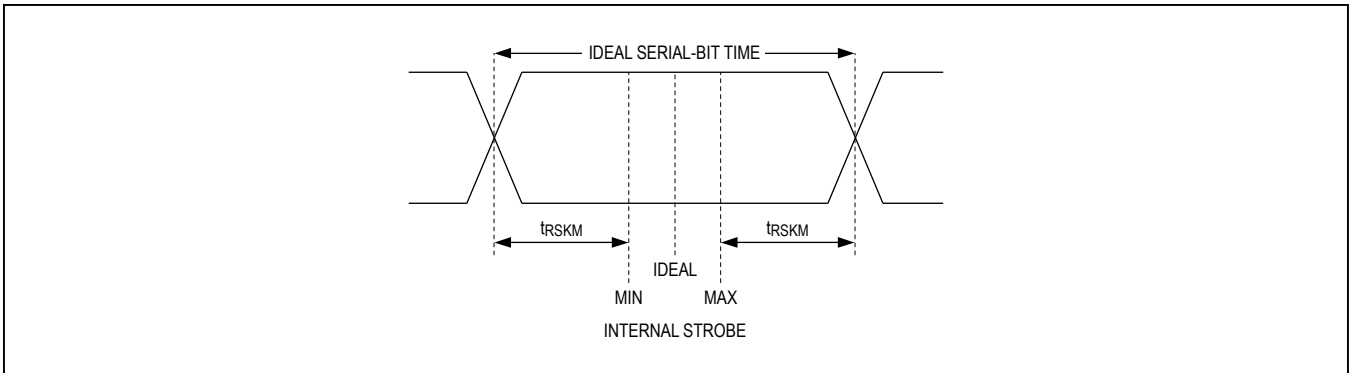 IDEAL SERIAL-BIT TIME
tRSKM
tRSKM
IDEAL
MIN
MAX
INTERNAL STROBE